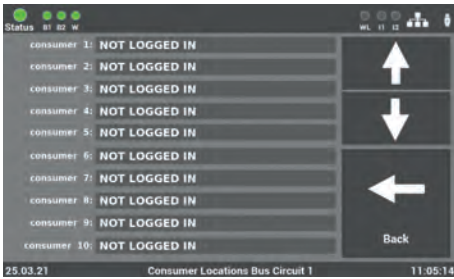 Status B1 B2 W WL I1 I2
consumer 1: NOT LOGGED IN
consumer 2: NOT LOGGED IN
consumer 3: NOT LOGGED IN
consumer 4: NOT LOGGED IN
consumer 5: NOT LOGGED IN
consumer 6: NOT LOGGED IN
consumer 7: NOT LOGGED IN
consumer 8: NOT LOGGED IN
consumer 9: NOT LOGGED IN
consumer 10: NOT LOGGED IN
Back
25.03.21 Consumer Locations Bus Circuit 1 11:05:14